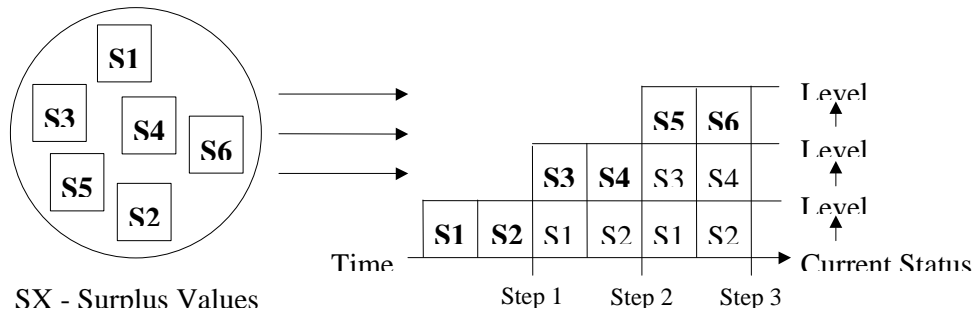 S1
S3
S4
S6
S5
S2
SX - Surplus Values
Level
S5 S6
Level
S3 S4 S3 S4
Level
S1 S2 S1 S2 S1 S2
Time
Current Status
Step 1 Step 2 Step 3